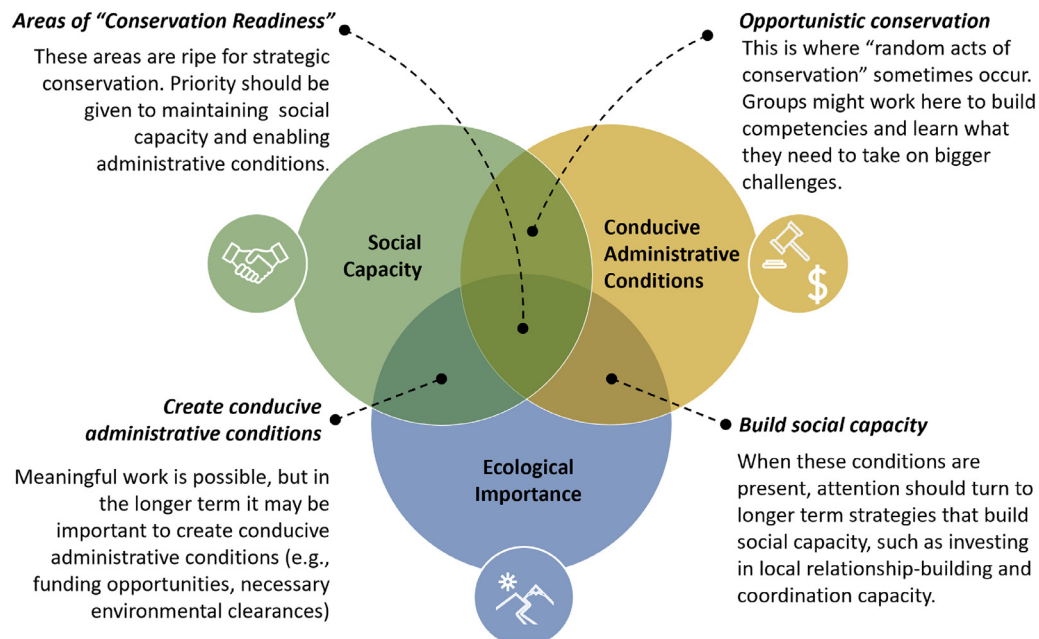 Areas of “Conservation Readiness”
These areas are ripe for strategic
conservation. Priority should be
given to maintaining social
capacity and enabling
administrative conditions.
Opportunistic conservation
This is where “random acts of
conservation” sometimes occur.
Groups might work here to build
competencies and learn what
they need to take on bigger
challenges.
Social
Capacity
Conducive
Administrative
Conditions
$
Ecological
Importance
Create conducive
administrative conditions
Meaningful work is possible, but in
the longer term it may be
important to create conducive
administrative conditions (e.g.,
funding opportunities, necessary
environmental clearances)
Build social capacity
When these conditions are
present, attention should turn to
longer term strategies that build
social capacity, such as investing
in local relationship-building and
coordination capacity.